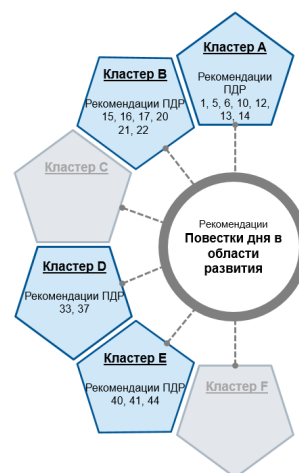 Кластер A
Рекомендации
ПДР
1, 5, 6, 10, 12,
13, 14
Кластер B
Рекомендации ПДР
15, 16, 17, 20
21, 22
Кластер C
Рекомендации
Повестки дня в
области
развития
Кластер D
Рекомендации ПДР
33, 37
Кластер E
Рекомендации ПДР
40, 41, 44
Кластер F